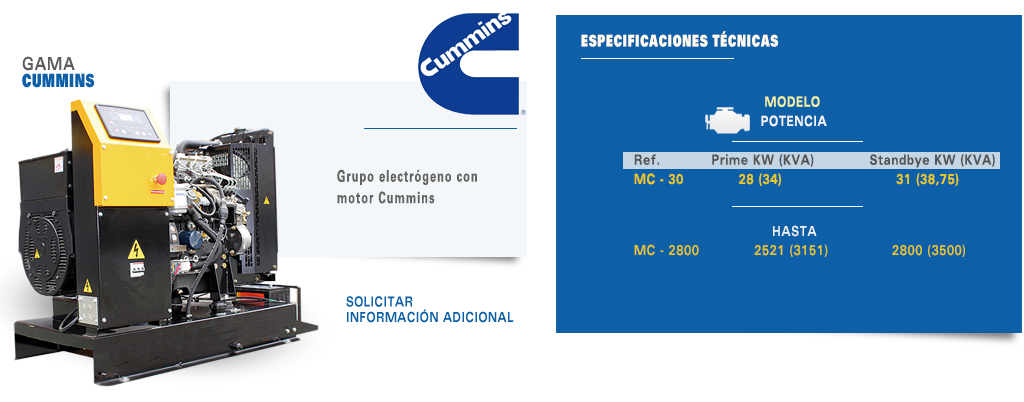 GAMA
CUMMINS
Cummins
®
Grupo electrógeno con
motor Cummins
SOLICITAR
INFORMACIÓN ADICIONAL
ESPECIFICACIONES TÉCNICAS
MODELO
POTENCIA
Ref. Prime KW (KVA) Standbye KW (KVA)
MC - 30 28 (34) 31 (38,75)
HASTA
MC - 2800 2521 (3151) 2800 (3500)